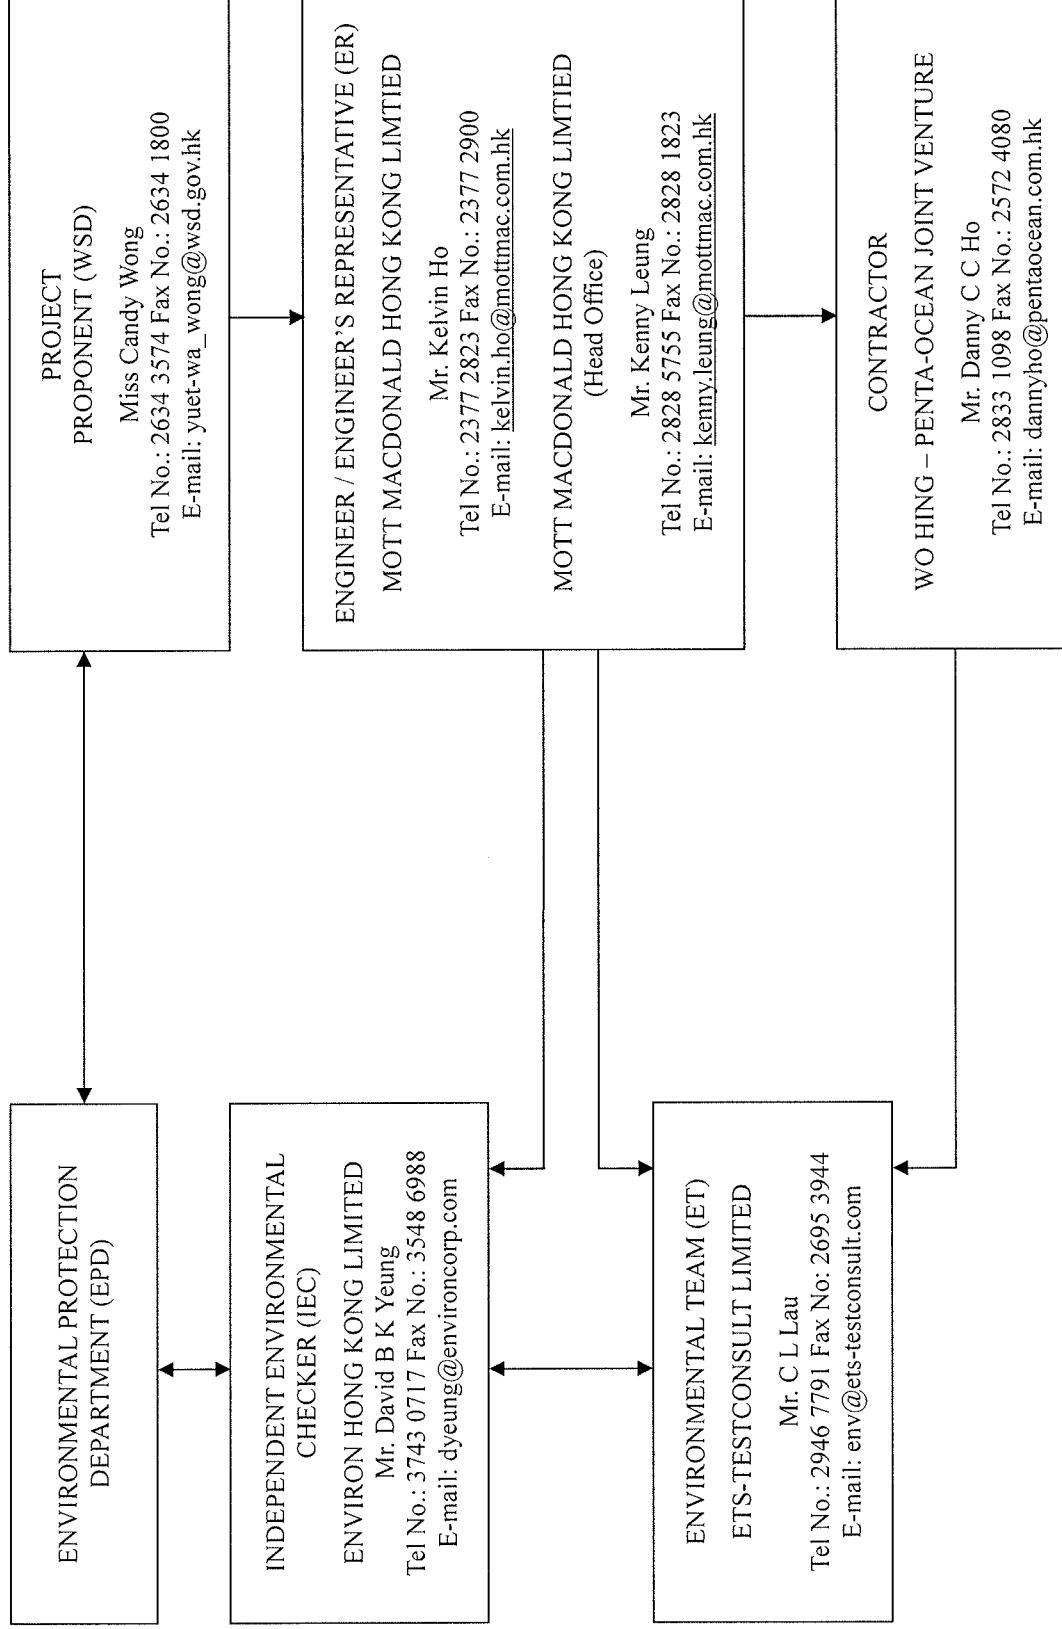 ENVIRONMENTAL PROTECTION
DEPARTMENT (EPD)
PROJECT
PROPONENT (WSD)
Miss Candy Wong
Tel No.: 2634 3574 Fax No.: 2634 1800
E-mail: yuet-wa_wong@wsd.gov.hk
INDEPENDENT ENVIRONMENTAL
CHECKER (IEC)
ENVIRON HONG KONG LIMITED
Mr. David B K Yeung
Tel No.: 3743 0717 Fax No.: 3548 6988
E-mail: dyeung@environcorp.com
ENGINEER / ENGINEER'S REPRESENTATIVE (ER)
MOTT MACDONALD HONG KONG LIMTIED
Mr. Kelvin Ho
Tel No.: 2377 2823 Fax No.: 2377 2900
E-mail: kelvin.ho@mottmac.com.hk
MOTT MACDONALD HONG KONG LIMTIED
(Head Office)
Mr. Kenny Leung
Tel No.: 2828 5755 Fax No.: 2828 1823
E-mail: kenny.leung@mottmac.com.hk
ENVIRONMENTAL TEAM (ET)
ETS-TESTCONSULT LIMITED
Mr. C L Lau
Tel No.: 2946 7791 Fax No: 2695 3944
E-mail: env@ets-testconsult.com
CONTRACTOR
WO HING – PENTA-OCEAN JOINT VENTURE
Mr. Danny C C Ho
Tel No.: 2833 1098 Fax No.: 2572 4080
E-mail: dannyho@pentaocean.com.hk